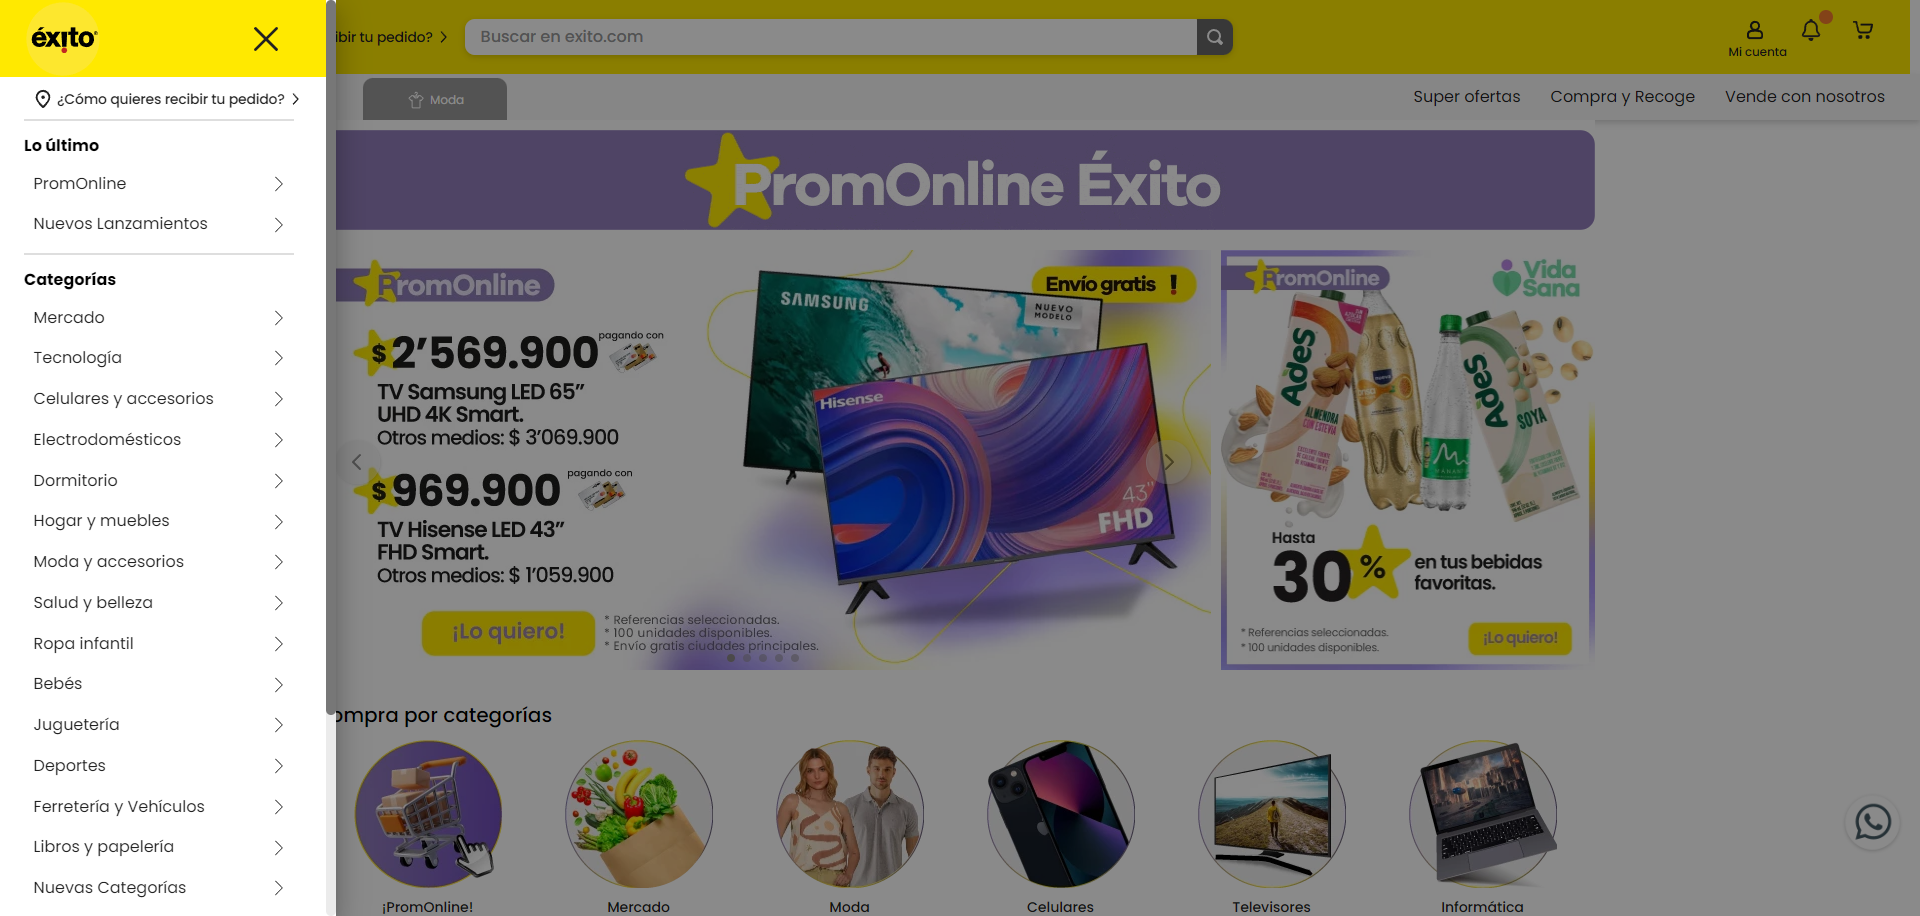 éxito
¿Cómo quieres recibir tu pedido?
Lo último
PromOnline
Nuevos Lanzamientos
Categorías
Mercado
Tecnología
Celulares y accesorios
Electrodomésticos
Dormitorio
Hogar y muebles
Moda y accesorios
Salud y belleza
Ropa infantil
Bebés
Juguetería
Deportes
Ferretería y Vehículos
Libros y papelería
Nuevas Categorías
ibir tu pedido?
Buscar en exito.com
Mi cuenta
Moda
Super ofertas
Compra y Recoge
Vende con nosotros
PromOnline Éxito
PromOnline
$2’569.900
pagando con
TV Samsung LED 65”
UHD 4K Smart.
Otros medios: $ 3’069.900
$969.900
pagando con
TV Hisense LED 43”
FHD Smart.
Otros medios: $ 1’059.900
¡Lo quiero!
* Referencias seleccionadas.
* 100 unidades disponibles.
* Envío gratis ciudades principales.
Envío gratis !
SAMSUNG
NUEVO
MODELO
Hisense
43”
FHD
PromOnline
Vida
Sana
AdeS
ALMENDRA
CON ESTEVIA
AdeS
SOYA
Hasta
30%
en tus bebidas
favoritas.
* Referencias seleccionadas.
* 100 unidades disponibles.
¡Lo quiero!
ompra por categorías
¡PromOnline!
Mercado
Moda
Celulares
Televisores
Informática